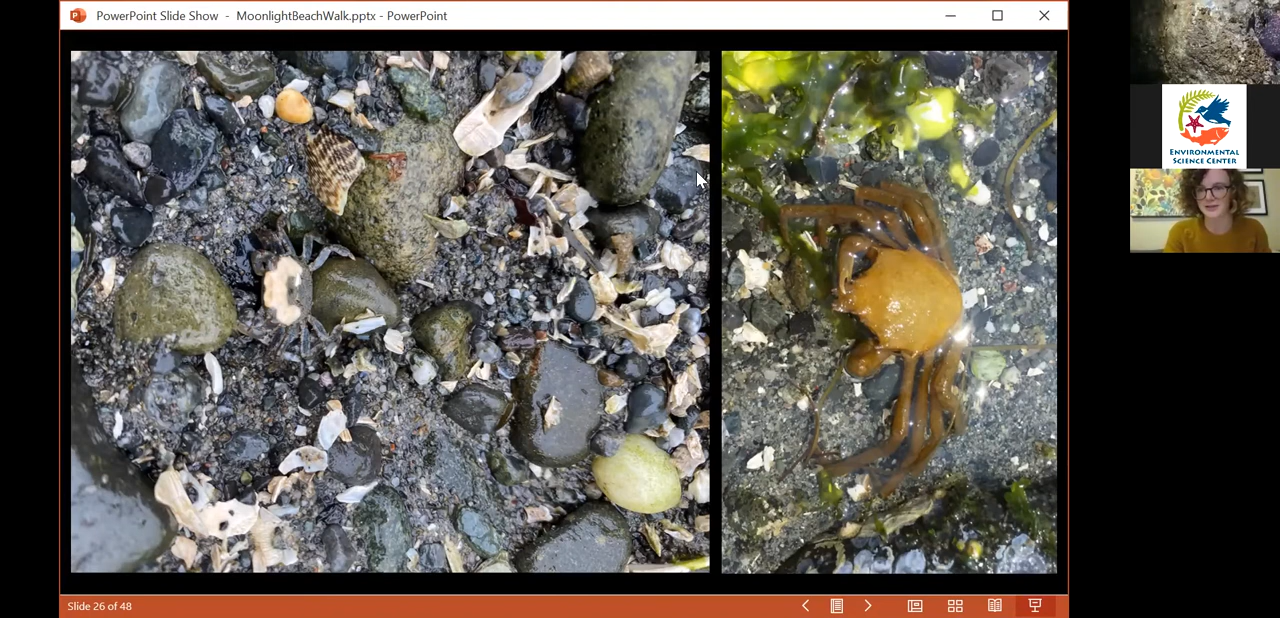 PowerPoint Slide Show - MoonlightBeachWalk.pptx - PowerPoint
ENVIRONMENTAL
SCIENCE CENTER
Slide 26 of 48